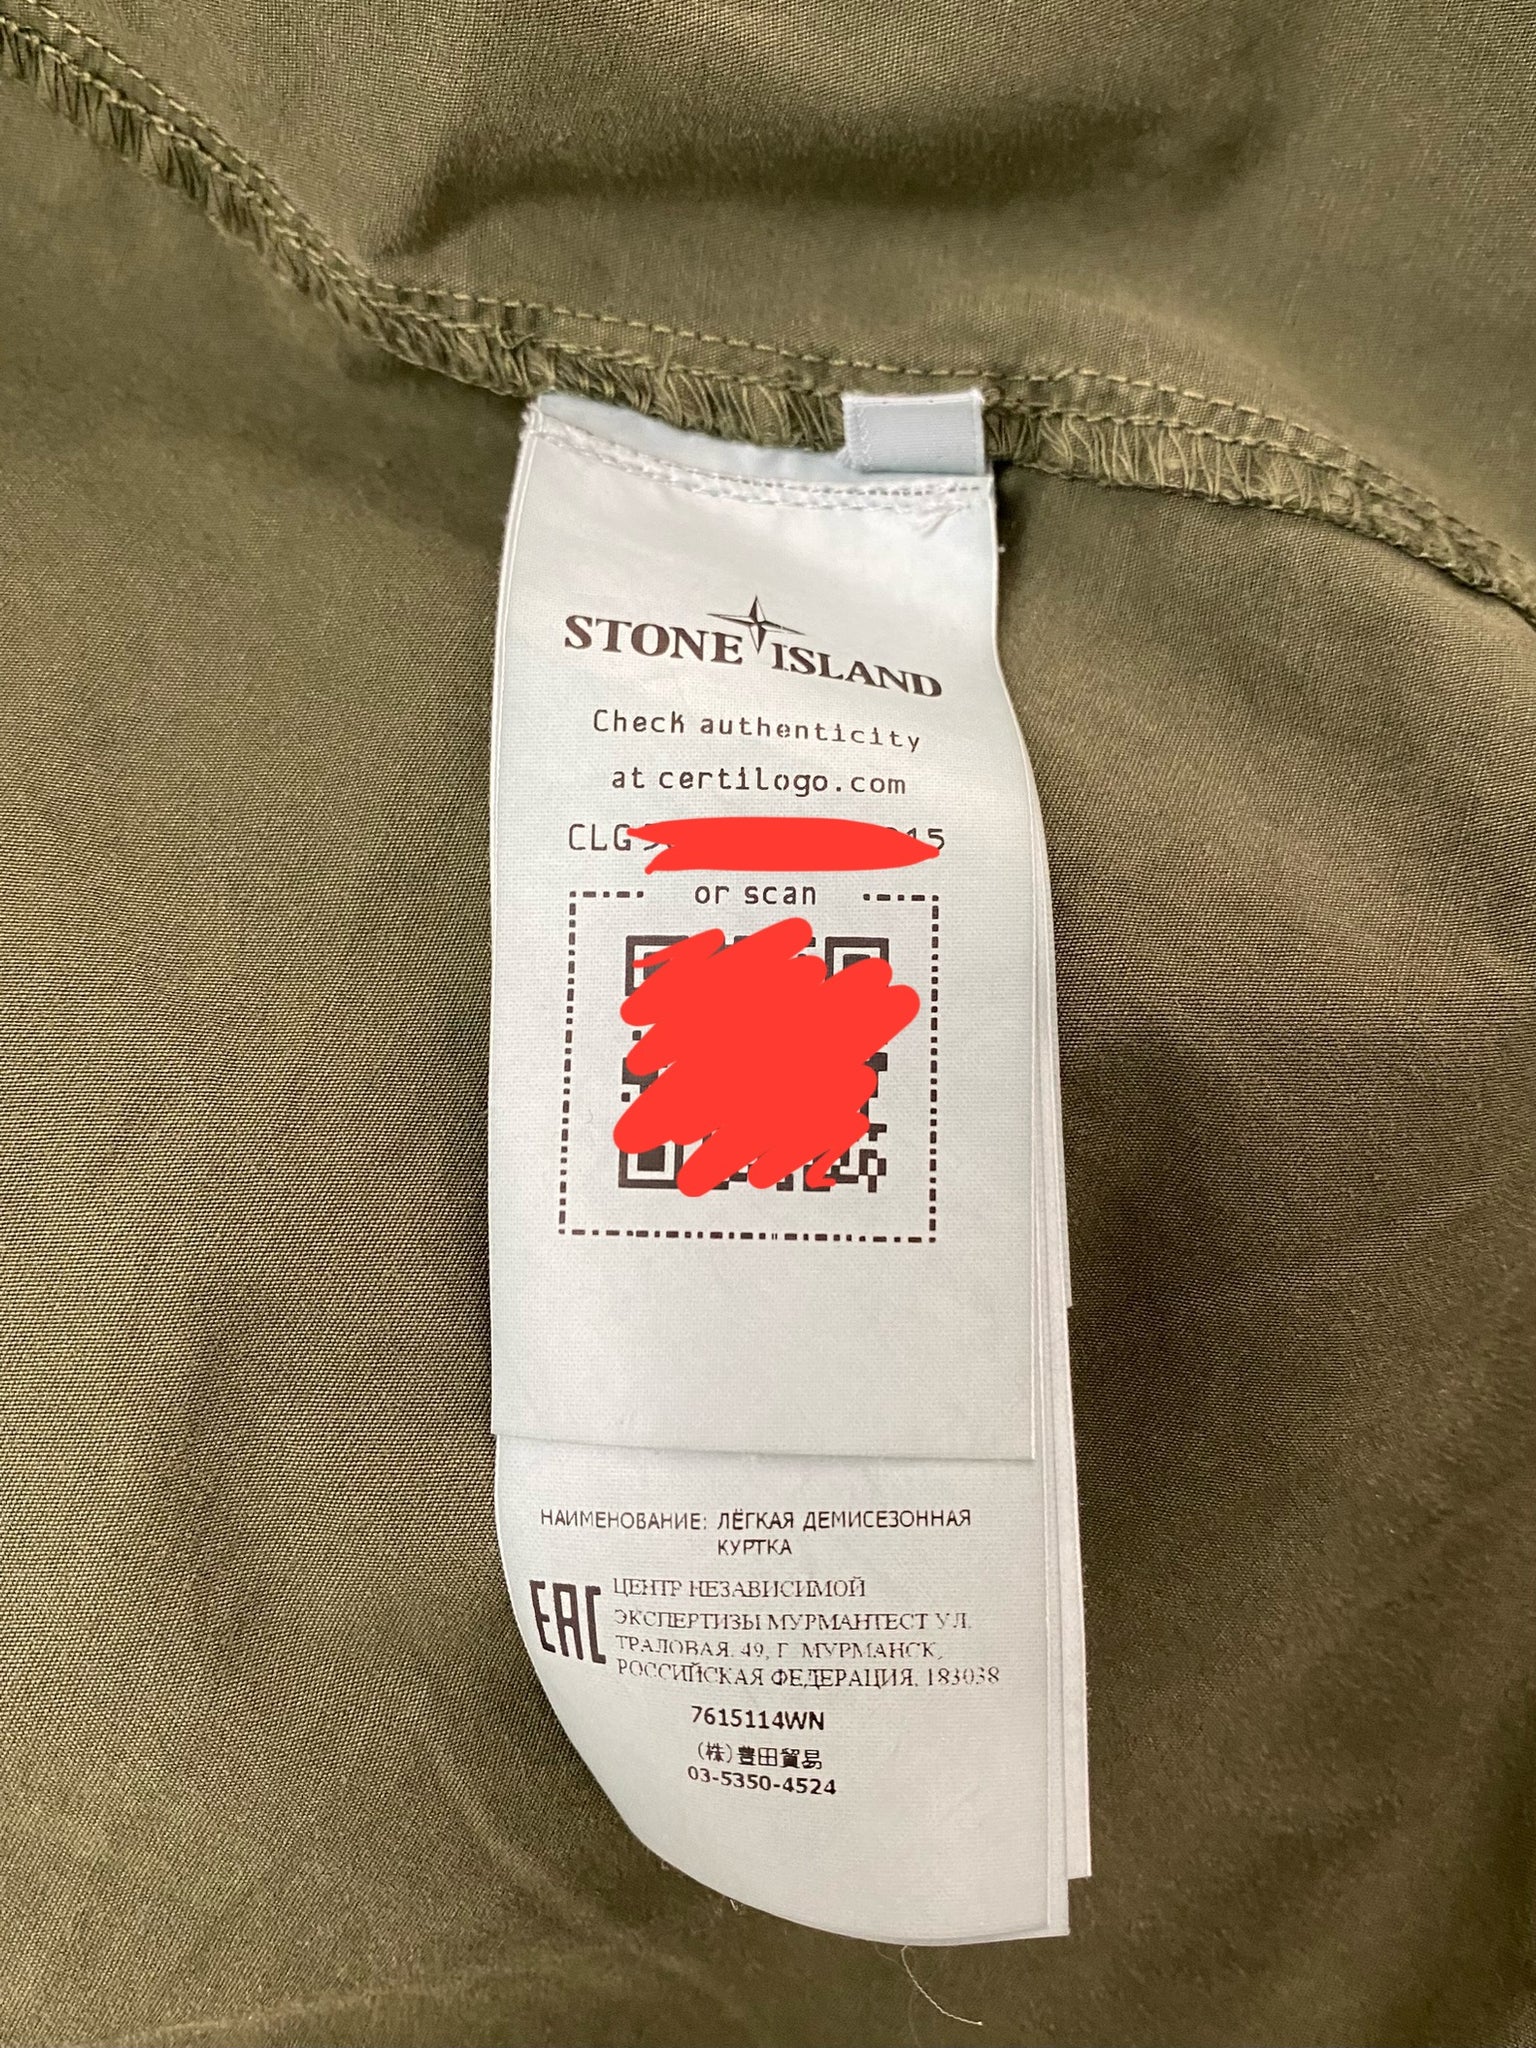 STONE ISLAND
Check authenticity
at certilogo.com
CLG 15
or scan
НАИМЕНОВАНИЕ: ЛЁГКАЯ ДЕМИСЕЗОННАЯ
КУРТКА
EAC
ЦЕНТР НЕЗАВИСИМОЙ
ЭКСПЕРТИЗЫ МУРМАНТЕСТ УЛ.
ТРАЛОВАЯ. 49, Г. МУРМАНСК,
РОССИЙСКАЯ ФЕДЕРАЦИЯ, 183038
7615114WN
(株)豊田貿易
03-5350-4524